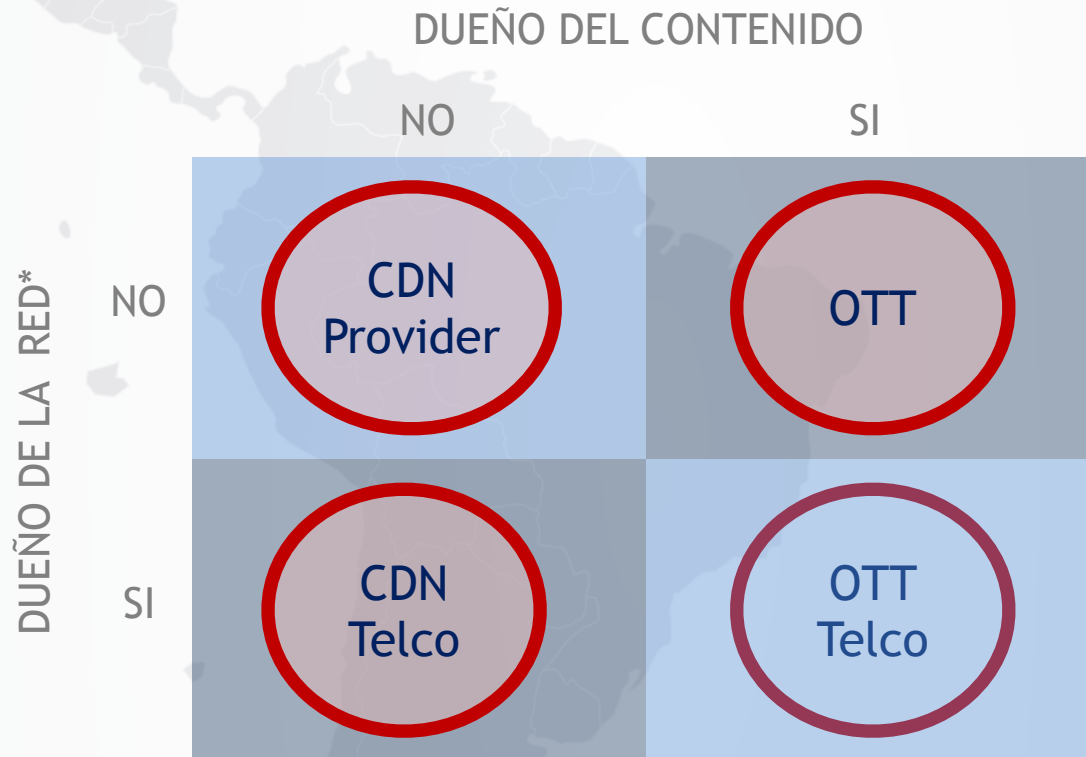 DUEÑO DEL CONTENIDO
NO
SI
DUEÑO DE LA RED*
NO
CDN
Provider
OTT
SI
CDN
Telco
OTT
Telco